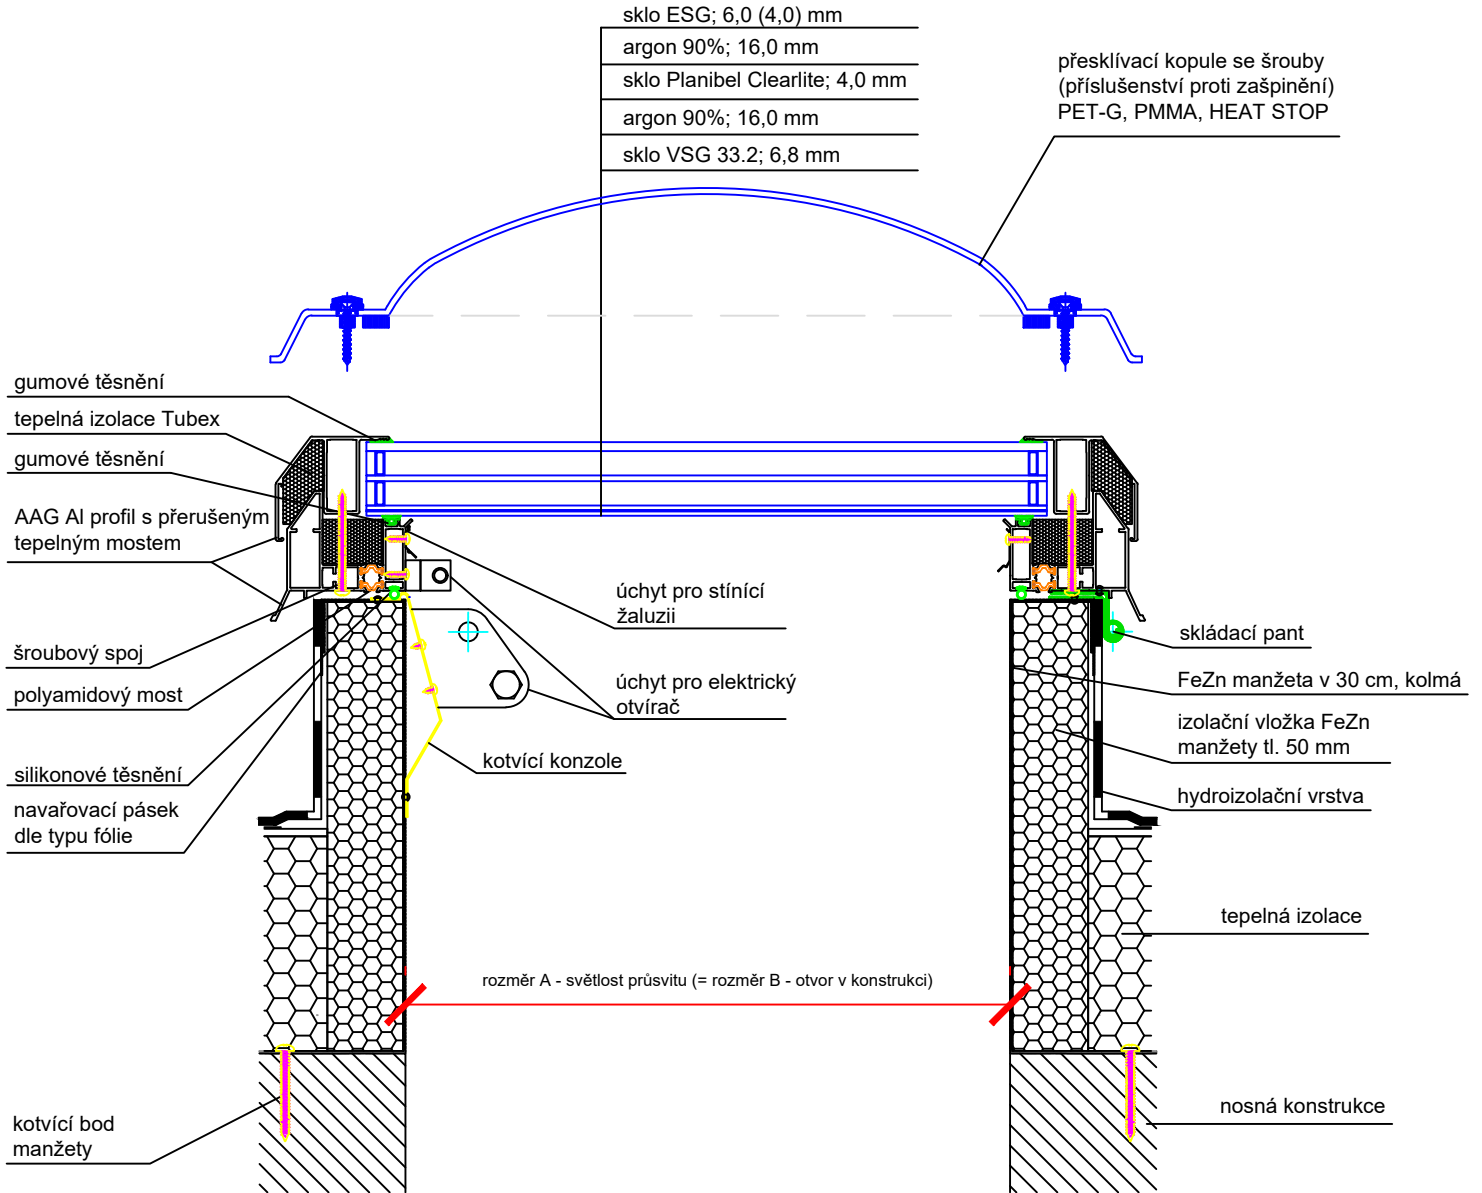 sklo ESG; 6,0 (4,0) mm
argon 90%; 16,0 mm
sklo Planibel Clearlite; 4,0 mm
argon 90%; 16,0 mm
sklo VSG 33.2; 6,8 mm
přesklívací kopule se šrouby
(příslušenství proti zašpinění)
PET-G, PMMA, HEAT STOP
gumové těsnění
tepelná izolace Tubex
gumové těsnění
AAG Al profil s přerušeným
tepelným mostem
šroubový spoj
polyamidový most
silikonové těsnění
navařovací pásek
dle typu fólie
úchyt pro stínící
žaluzii
úchyt pro elektrický
otvírač
kotvící konzole
skládací pant
FeZn manžeta v 30 cm, kolmá
izolační vložka FeZn
manžety tl. 50 mm
hydroizolační vrstva
tepelná izolace
rozměr A - světlost průsvitu (= rozměr B - otvor v konstrukci)
kotvící bod
manžety
nosná konstrukce